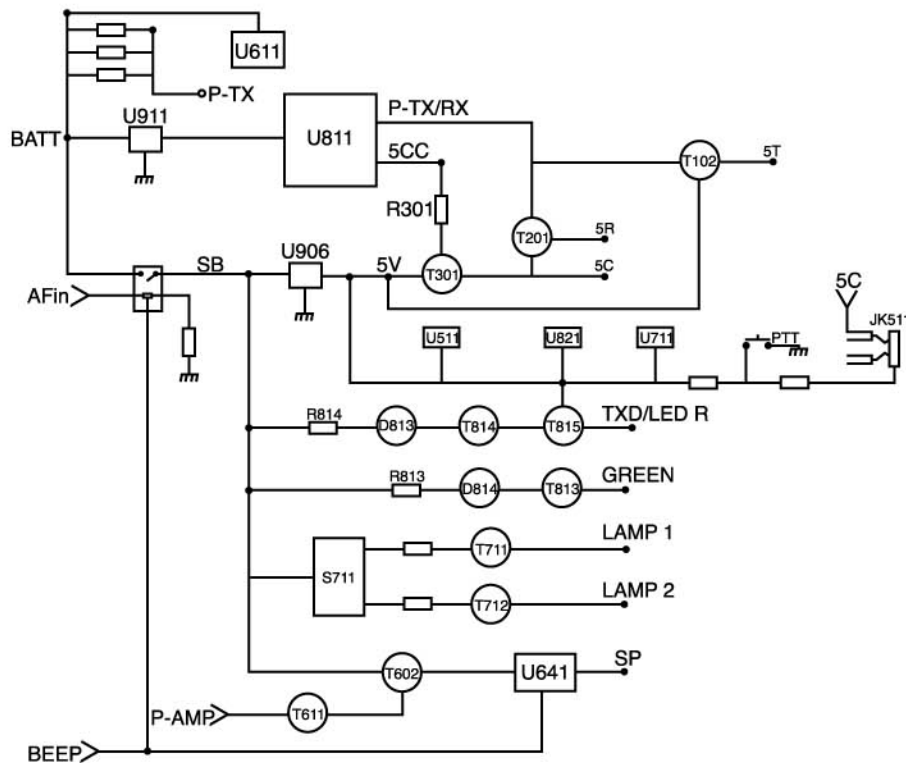 U611
P-TX
U911
BATT
U811
P-TX/RX
5CC
T102
5T
R301
T201
5R
SB
U906
5V
T301
5C
AFin
5C
JK511
U511
U821
U711
PTT
R814
D813
T814
T815
TXD/LED R
R813
D814
T813
GREEN
S711
T711
LAMP 1
T712
LAMP 2
T602
U641
SP
P-AMP
T611
BEEP